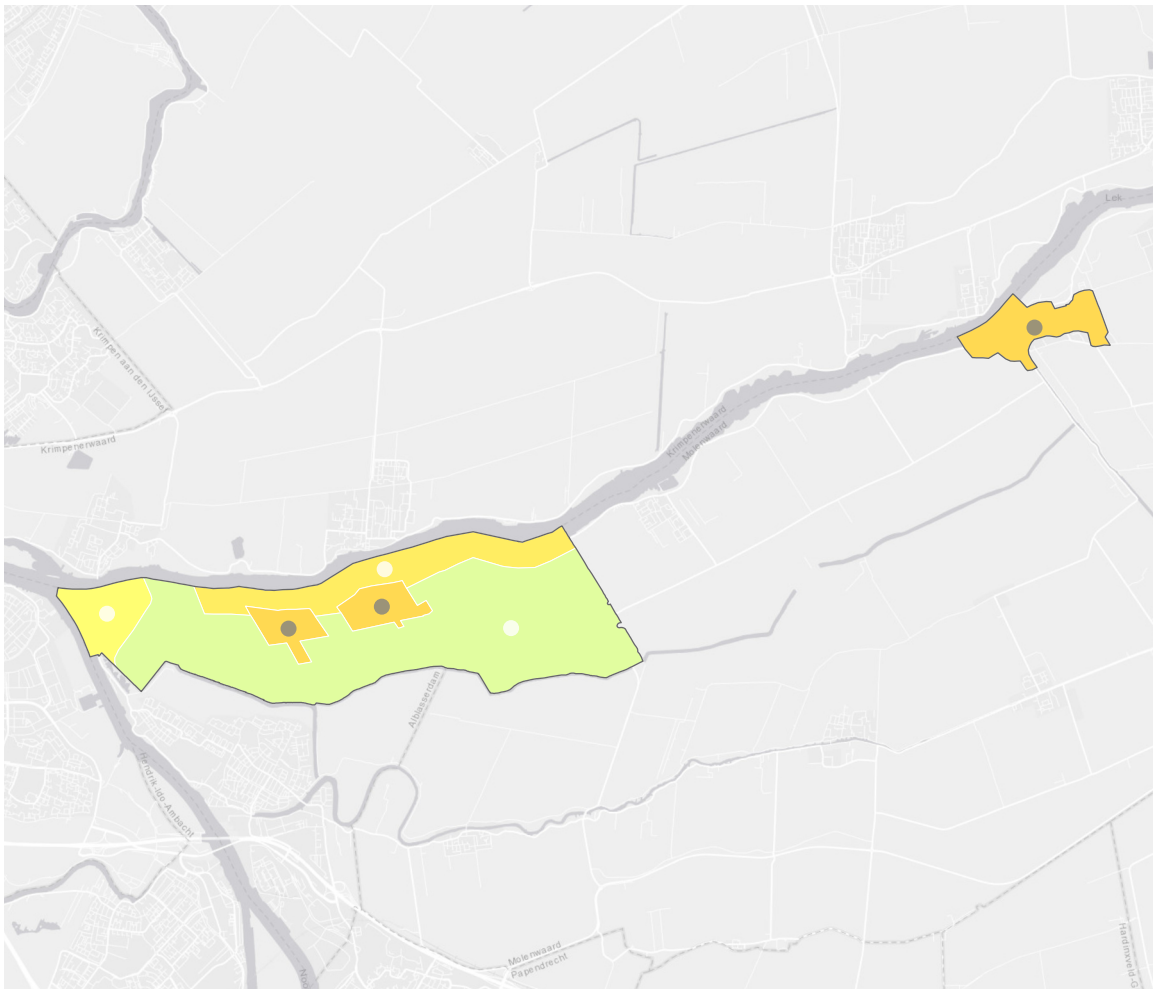 Lek
Krimpen aan den IJssel
Krimpenerwaard
Krimpenerwaard
Molenwaard
Alblasserdam
Hendrik-Ido-Ambacht
Molenwaard
Papendrecht
Hardinxveld-G